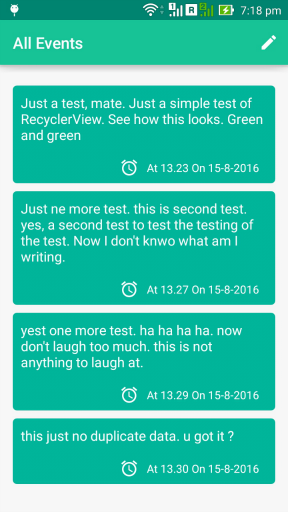 7:18 pm
All Events
Just a test, mate. Just a simple test of
RecyclerView. See how this looks. Green
and green
At 13.23 On 15-8-2016
Just ne more test. this is second test.
yes, a second test to test the testing of
the test. Now I don't knwo what am I
writing.
At 13.27 On 15-8-2016
yest one more test. ha ha ha ha. now
don't laugh too much. this is not
anything to laugh at.
At 13.29 On 15-8-2016
this just no duplicate data. u got it ?
At 13.30 On 15-8-2016